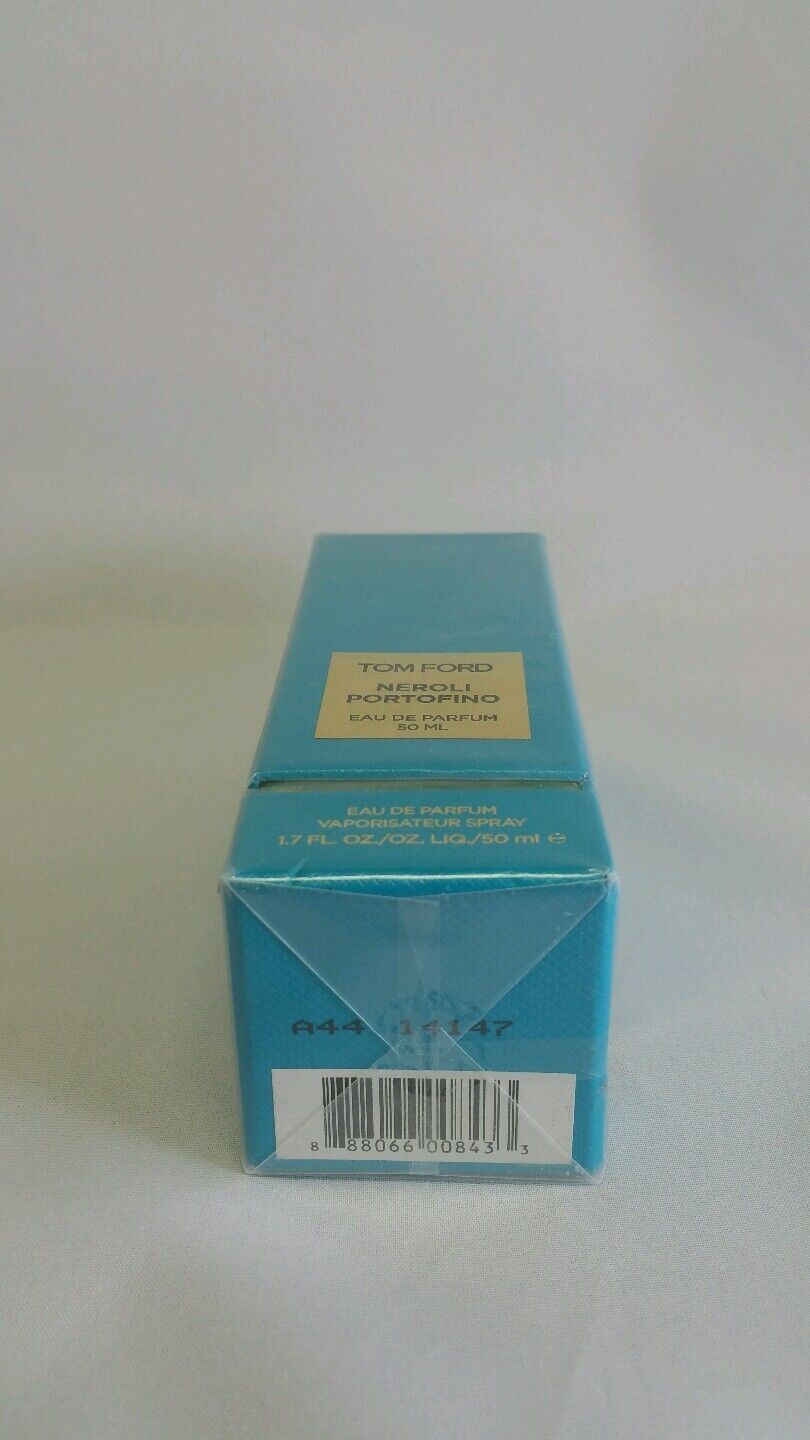 TOM FORD
NEROLI
PORTOFINO
EAU DE PARFUM
50 ML
EAU DE PARFUM
VAPORISATEUR SPRAY
1.7 FL. OZ./OZ. LIQ./50 ml ℮
A44 14147
8 88066 00843 3